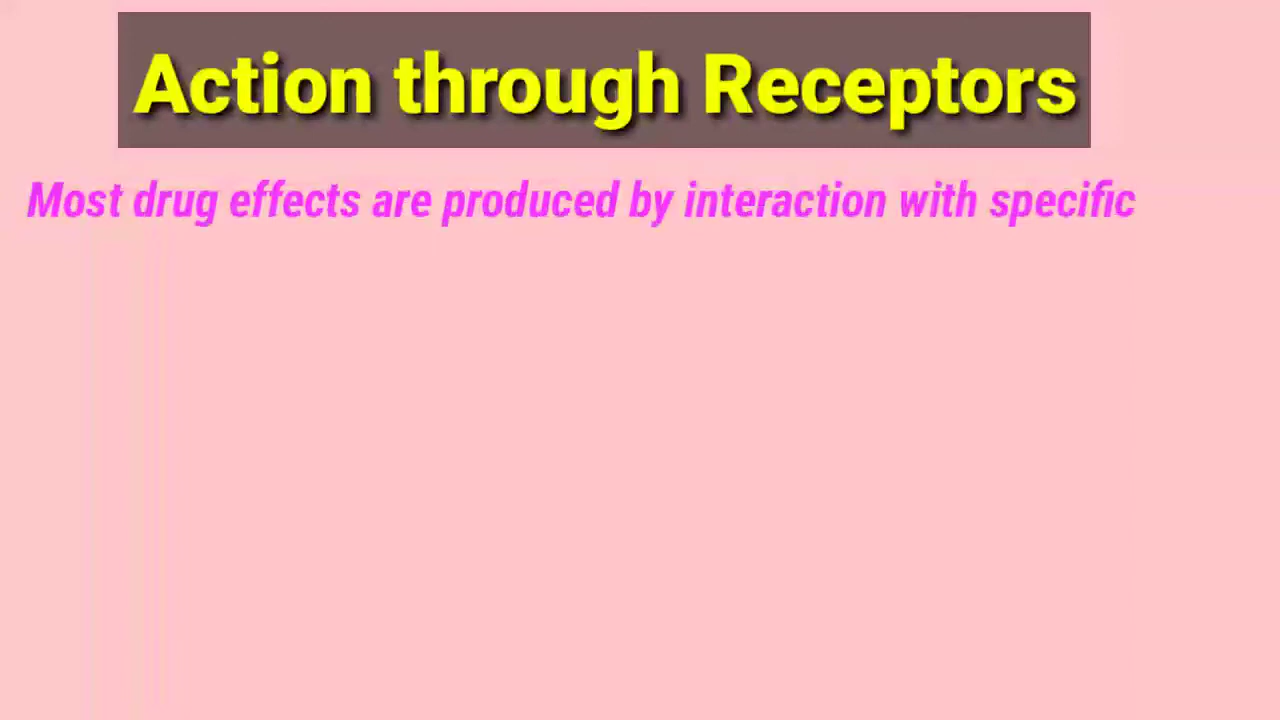 Action through Receptors
Most drug effects are produced by interaction with specific